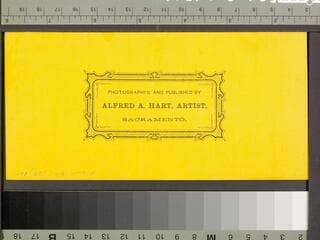 PHOTOGRAPHED AND PUBLISHED BY
ALFRED A. HART, ARTIST,
SACRAMENTO.